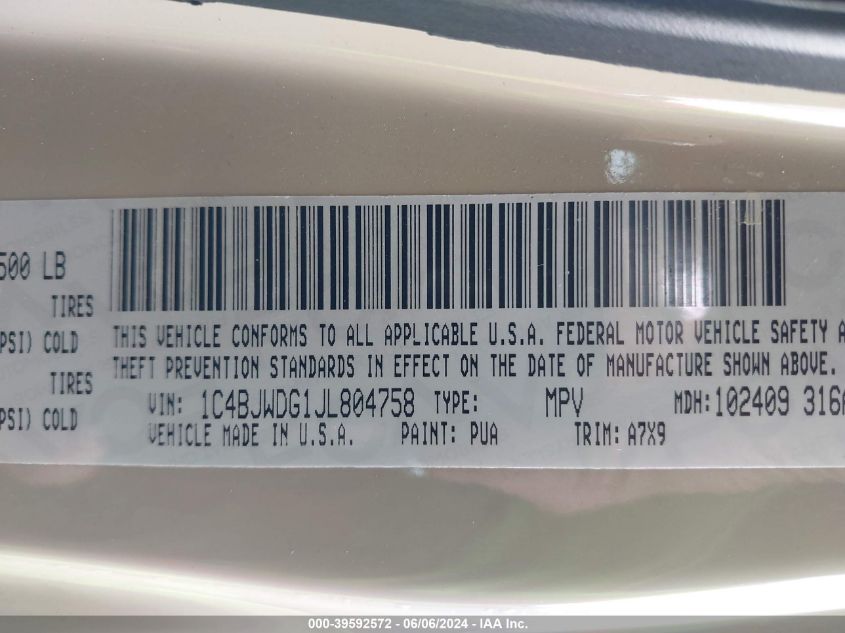 500 LB
TIRES
PSI) COLD
THIS VEHICLE CONFORMS TO ALL APPLICABLE U.S.A. FEDERAL MOTOR VEHICLE SAFETY A
THEFT PREVENTION STANDARDS IN EFFECT ON THE DATE OF MANUFACTURE SHOWN ABOVE.
TIRES
PSI) COLD
VIN: 1C4BJWDG1JL804758 TYPE: MPV MDH: 102409 316A
VEHICLE MADE IN U.S.A. PAINT: PUA TRIM: A7X9
000-39592572 - 06/06/2024 - IAA Inc.